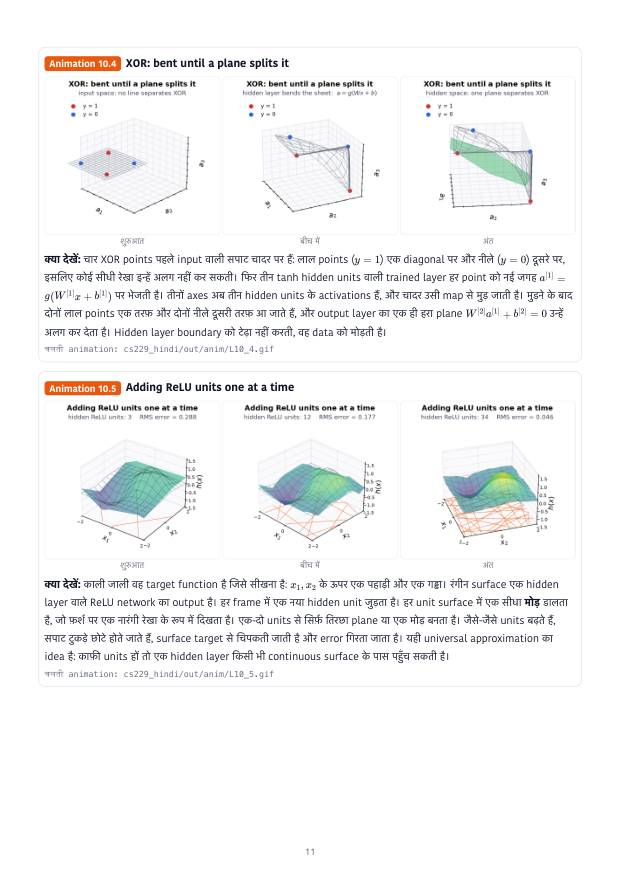 Animation 10.4 XOR: bent until a plane splits it
XOR: bent until a plane splits it
input space: no line separates XOR
y = 1
y = 0
a₁
a₂
a₃
XOR: bent until a plane splits it
hidden layer bends the sheet: a = g(Wx + b)
y = 1
y = 0
a₁
a₂
a₃
XOR: bent until a plane splits it
hidden space: one plane separates XOR
y = 1
y = 0
a₁
a₂
a₃
शुरुआत
बीच में
अंत
क्या देखें: चार XOR points पहले input वाली सपाट चादर पर हैं: लाल points (y = 1) एक diagonal पर और नीले (y = 0) दूसरे पर,
इसलिए कोई सीधी रेखा इन्हें अलग नहीं कर सकती। फिर तीन tanh hidden units वाली trained layer हर point को नई जगह a^[1] =
g(W^[1]x + b^[1]) पर भेजती है। तीनों axes अब तीन hidden units के activations हैं, और चादर उसी map से मुड़ जाती है। मुड़ने के बाद
दोनों लाल points एक तरफ़ और दोनों नीले दूसरी तरफ़ आ जाते हैं, और output layer का एक ही हरा plane W^[2]a^[1] + b^[2] = 0 उन्हें
अलग कर देता है। Hidden layer boundary को टेढ़ा नहीं करती, वह data को मोड़ती है।
चलती animation: cs229_hindi/out/anim/L10_4.gif
Animation 10.5 Adding ReLU units one at a time
Adding ReLU units one at a time
hidden ReLU units: 3 RMS error = 0.288
Adding ReLU units one at a time
hidden ReLU units: 12 RMS error = 0.177
Adding ReLU units one at a time
hidden ReLU units: 34 RMS error = 0.046
शुरुआत
बीच में
अंत
क्या देखें: काली जाली वह target function है जिसे सीखना है: x₁, x₂ के ऊपर एक पहाड़ी और एक गड्ढा। रंगीन surface एक hidden
layer वाले ReLU network का output है। हर frame में एक नया hidden unit जुड़ता है। हर unit surface में एक सीधा मोड़ डालता
है, जो फ़र्श पर एक नारंगी रेखा के रूप में दिखता है। एक-दो units से सिर्फ़ तिरछा plane या एक मोड़ बनता है। जैसे-जैसे units बढ़ते हैं,
सपाट टुकड़े छोटे होते जाते हैं, surface target से चिपकती जाती है और error गिरता जाता है। यही universal approximation का
idea है: काफ़ी units हों तो एक hidden layer किसी भी continuous surface के पास पहुँच सकती है।
चलती animation: cs229_hindi/out/anim/L10_5.gif
11